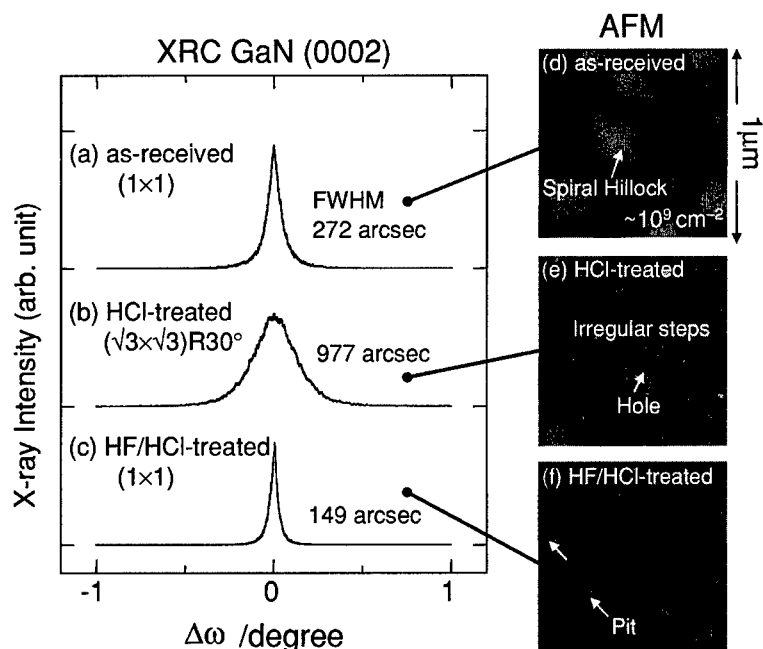 XRC GaN (0002)
AFM
X-ray Intensity (arb. unit)
(a) as-received
(1×1)
FWHM
272 arcsec
(b) HCl-treated
(√3×√3)R30°
977 arcsec
(c) HF/HCl-treated
(1×1)
149 arcsec
-1
0
1
Δω /degree
(d) as-received
Spiral Hillock
~10⁹ cm⁻²
1μm
(e) HCl-treated
Irregular steps
Hole
(f) HF/HCl-treated
Pit